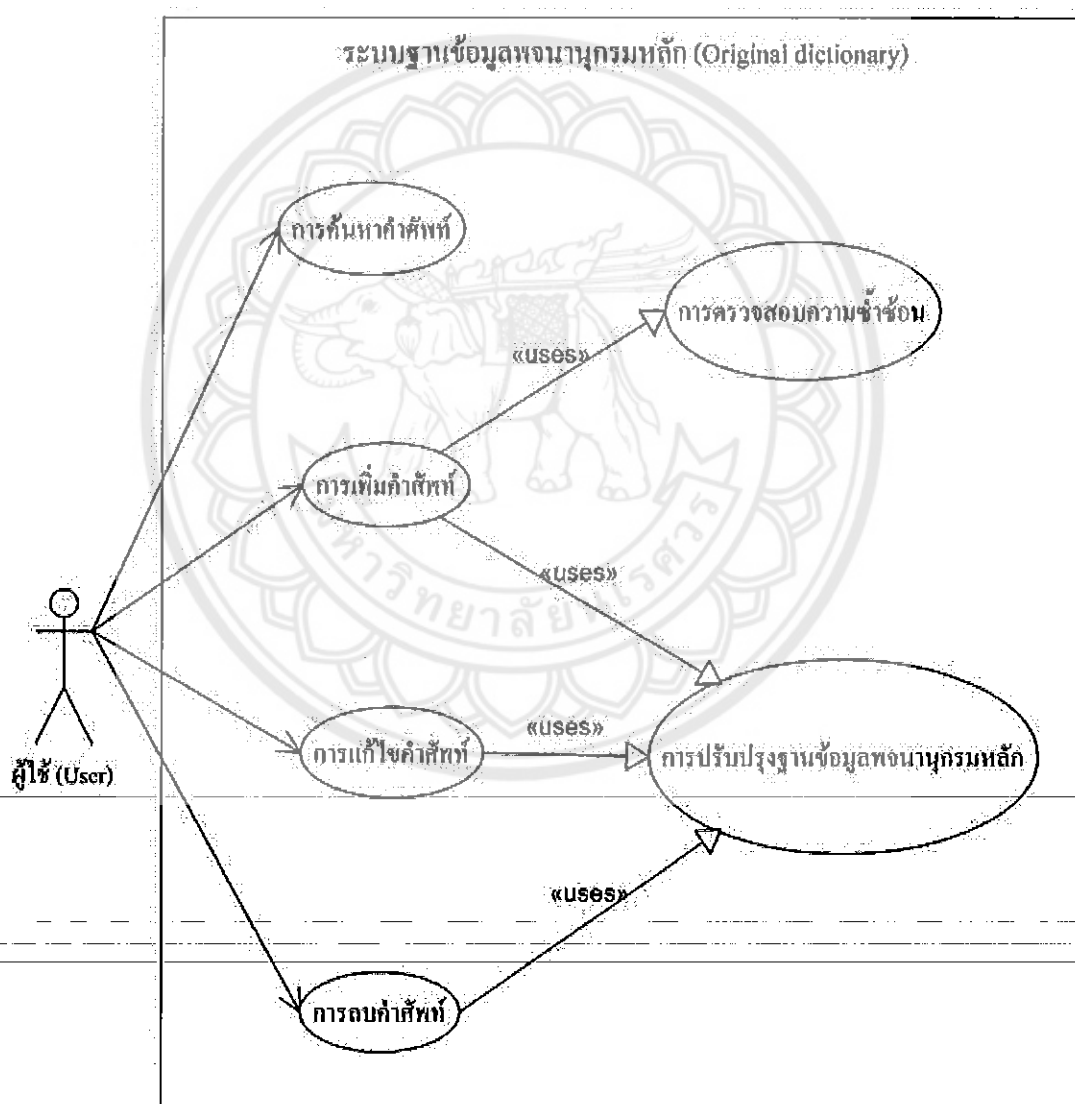 ระบบฐานข้อมูลพจนานุกรมหลัก (Original dictionary)
การค้นหาคำศัพท์
การตรวจสอบความซ้ำซ้อน
«uses»
การเพิ่มคำศัพท์
«uses»
«uses»
การแก้ไขคำศัพท์
การปรับปรุงฐานข้อมูลพจนานุกรมหลัก
ผู้ใช้ (User)
«uses»
การลบคำศัพท์